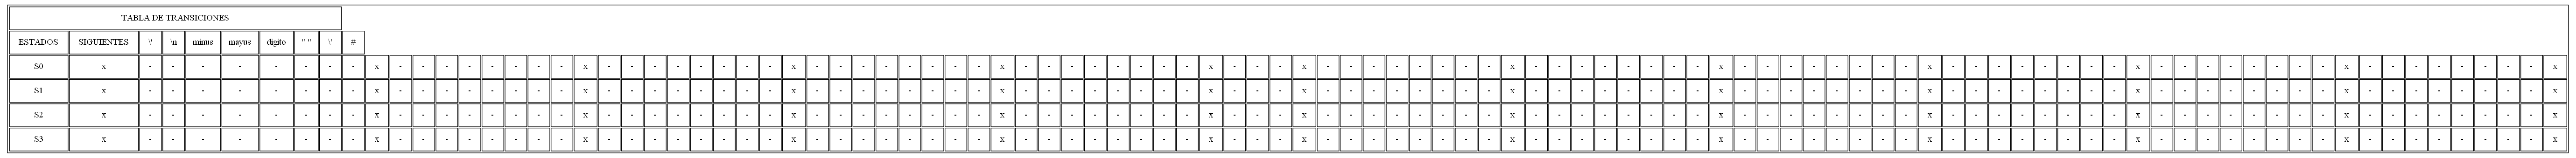 TABLA DE TRANSICIONES
ESTADOS SIGUIENTES \' \n minus mayus digito " " \' #
S0 x - - - - - - - - x - - - - - - - - x - - - - - - - - x - - - - - - - - x - - - - - - - - x - - - x - - - - - - - - x - - - - - - - - x - - - - - - - - x - - - - - - - - x - - - - - - - - x - - - - - - - - x
S1 x - - - - - - - - x - - - - - - - - x - - - - - - - - x - - - - - - - - x - - - - - - - - x - - - x - - - - - - - - x - - - - - - - - x - - - - - - - - x - - - - - - - - x - - - - - - - - x - - - - - - - - x
S2 x - - - - - - - - x - - - - - - - - x - - - - - - - - x - - - - - - - - x - - - - - - - - x - - - x - - - - - - - - x - - - - - - - - x - - - - - - - - x - - - - - - - - x - - - - - - - - x - - - - - - - - x
S3 x - - - - - - - - x - - - - - - - - x - - - - - - - - x - - - - - - - - x - - - - - - - - x - - - x - - - - - - - - x - - - - - - - - x - - - - - - - - x - - - - - - - - x - - - - - - - - x - - - - - - - - x